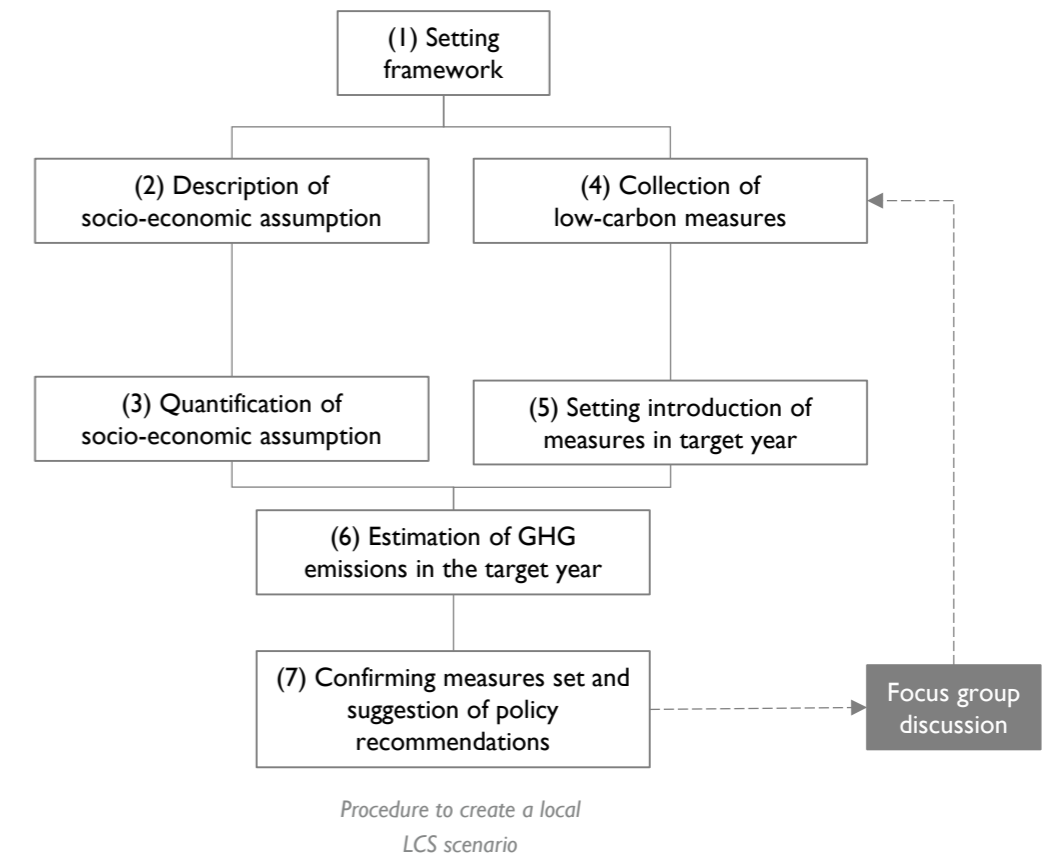 (1) Setting
framework
(2) Description of
socio-economic assumption
(4) Collection of
low-carbon measures
(3) Quantification of
socio-economic assumption
(5) Setting introduction of
measures in target year
(6) Estimation of GHG
emissions in the target year
(7) Confirming measures set and
suggestion of policy
recommendations
Focus group
discussion
Procedure to create a local
LCS scenario